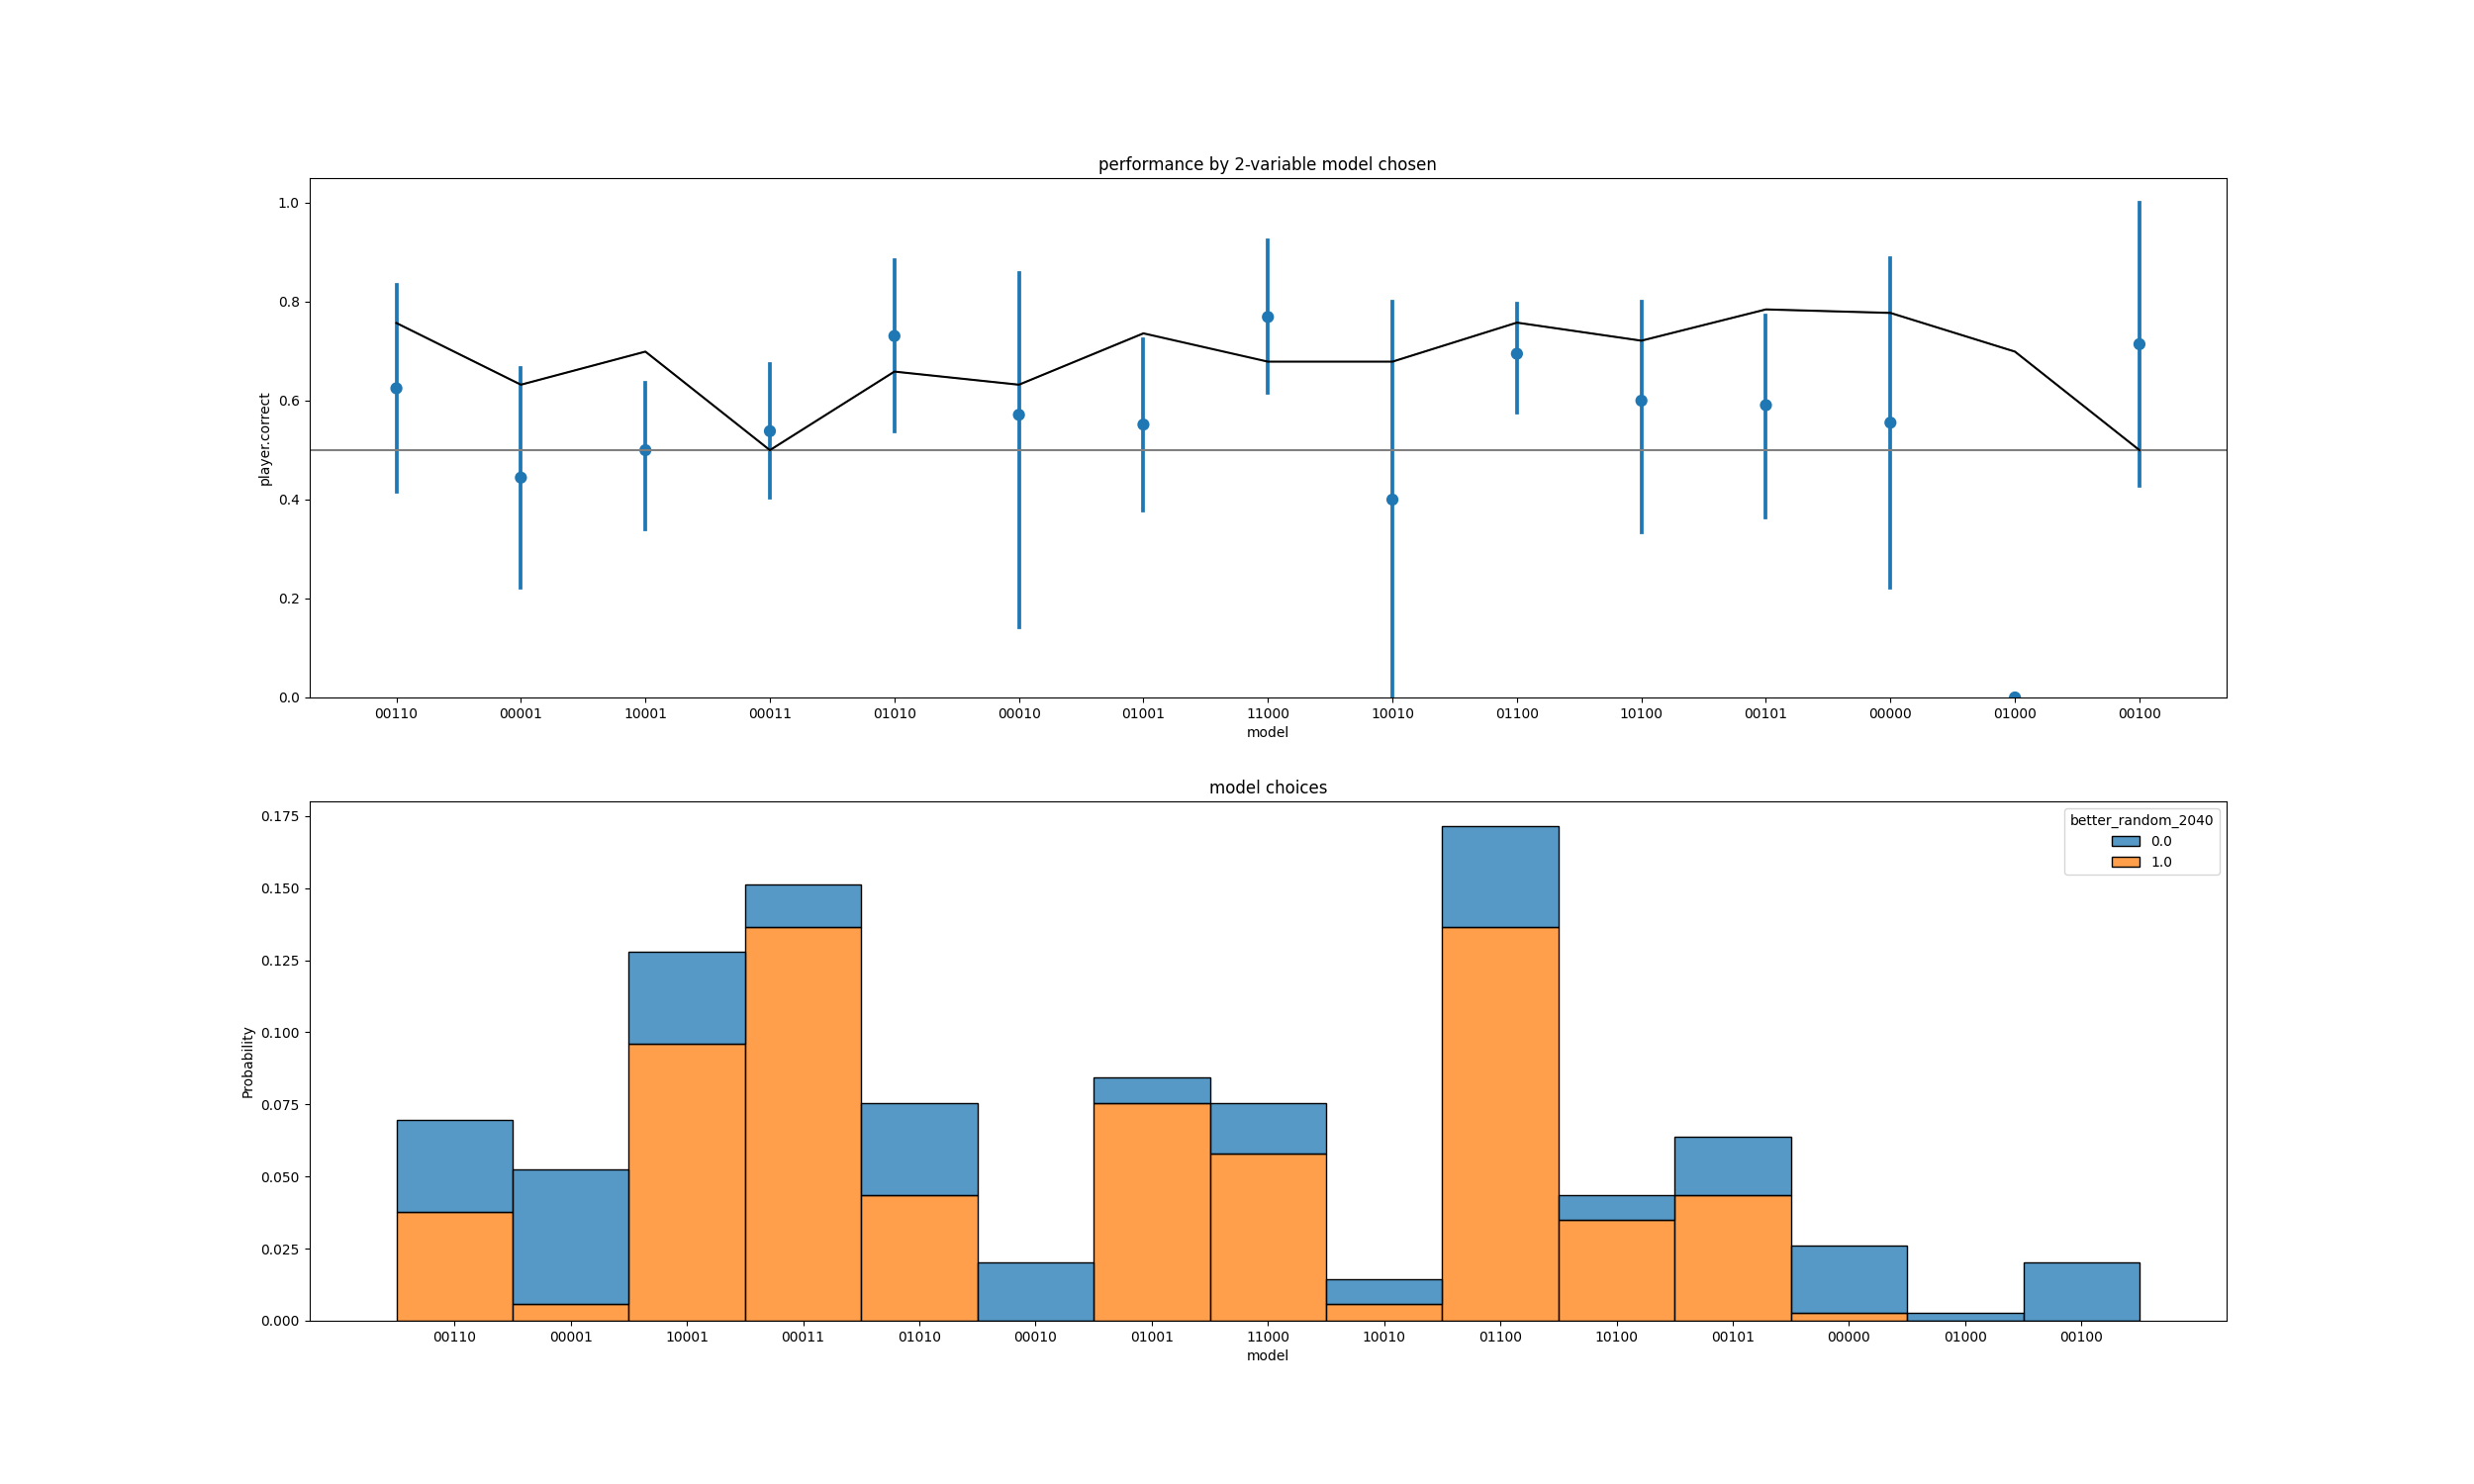 performance by 2-variable model chosen
player.correct
1.0
0.8
0.6
0.4
0.2
0.0
00110 00001 10001 00011 01010 00010 01001 11000 10010 01100 10100 00101 00000 01000 00100
model
model choices
Probability
0.175
0.150
0.125
0.100
0.075
0.050
0.025
0.000
better_random_2040
0.0
1.0
00110 00001 10001 00011 01010 00010 01001 11000 10010 01100 10100 00101 00000 01000 00100
model